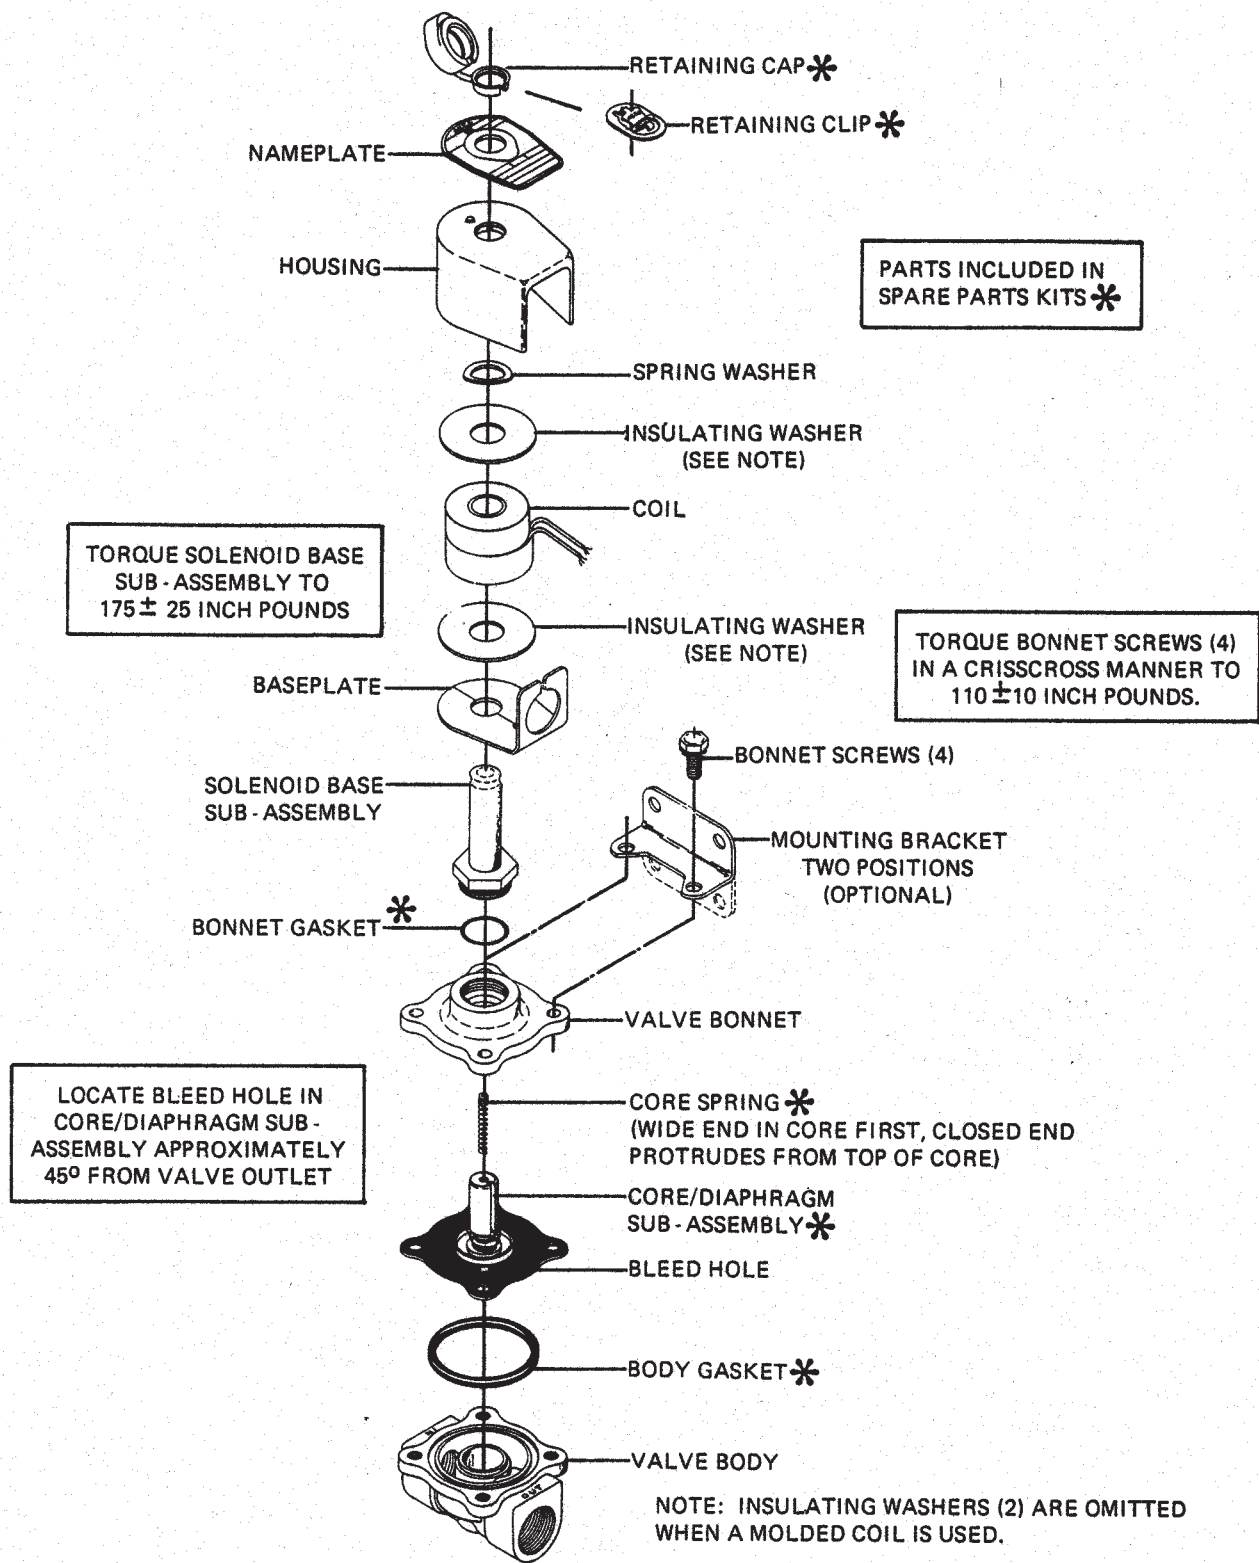 RETAINING CAP*
RETAINING CLIP*
NAMEPLATE
HOUSING
PARTS INCLUDED IN
SPARE PARTS KITS*
SPRING WASHER
INSULATING WASHER
(SEE NOTE)
COIL
TORQUE SOLENOID BASE
SUB-ASSEMBLY TO
175± 25 INCH POUNDS
INSULATING WASHER
(SEE NOTE)
TORQUE BONNET SCREWS (4)
IN A CRISSCROSS MANNER TO
110±10 INCH POUNDS.
BASEPLATE
BONNET SCREWS (4)
SOLENOID BASE
SUB-ASSEMBLY
MOUNTING BRACKET
TWO POSITIONS
(OPTIONAL)
BONNET GASKET*
VALVE BONNET
LOCATE BLEED HOLE IN
CORE/DIAPHRAGM SUB-
ASSEMBLY APPROXIMATELY
45º FROM VALVE OUTLET
CORE SPRING*
(WIDE END IN CORE FIRST, CLOSED END
PROTRUDES FROM TOP OF CORE)
CORE/DIAPHRAGM
SUB-ASSEMBLY*
BLEED HOLE
BODY GASKET*
IN
VALVE BODY
OUT
NOTE: INSULATING WASHERS (2) ARE OMITTED
WHEN A MOLDED COIL IS USED.